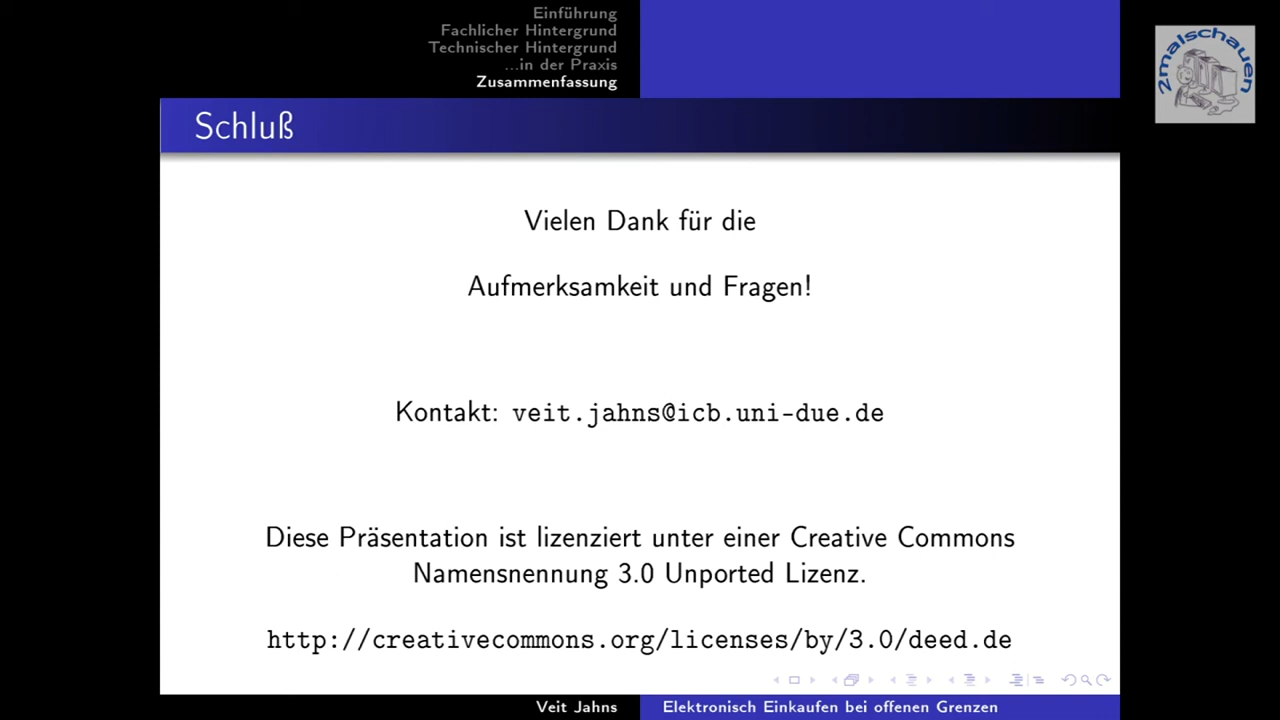 Einführung
Fachlicher Hintergrund
Technischer Hintergrund
...in der Praxis
Zusammenfassung
2malschauen
Schluß
Vielen Dank für die
Aufmerksamkeit und Fragen!
Kontakt: veit.jahns@icb.uni-due.de
Diese Präsentation ist lizenziert unter einer Creative Commons
Namensnennung 3.0 Unported Lizenz.
http://creativecommons.org/licenses/by/3.0/deed.de
Veit Jahns
Elektronisch Einkaufen bei offenen Grenzen